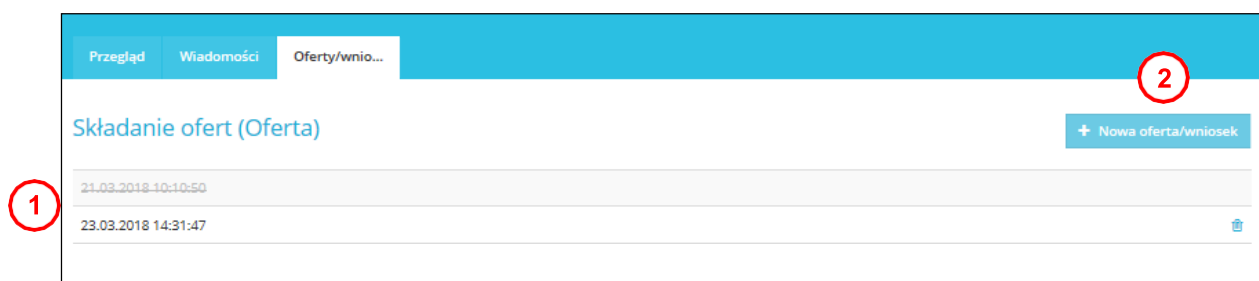 Przegląd Wiadomości Oferty/wnio...
2
Składanie ofert (Oferta)
+ Nowa oferta/wniosek
21.03.2018 10:10:50
1
23.03.2018 14:31:47